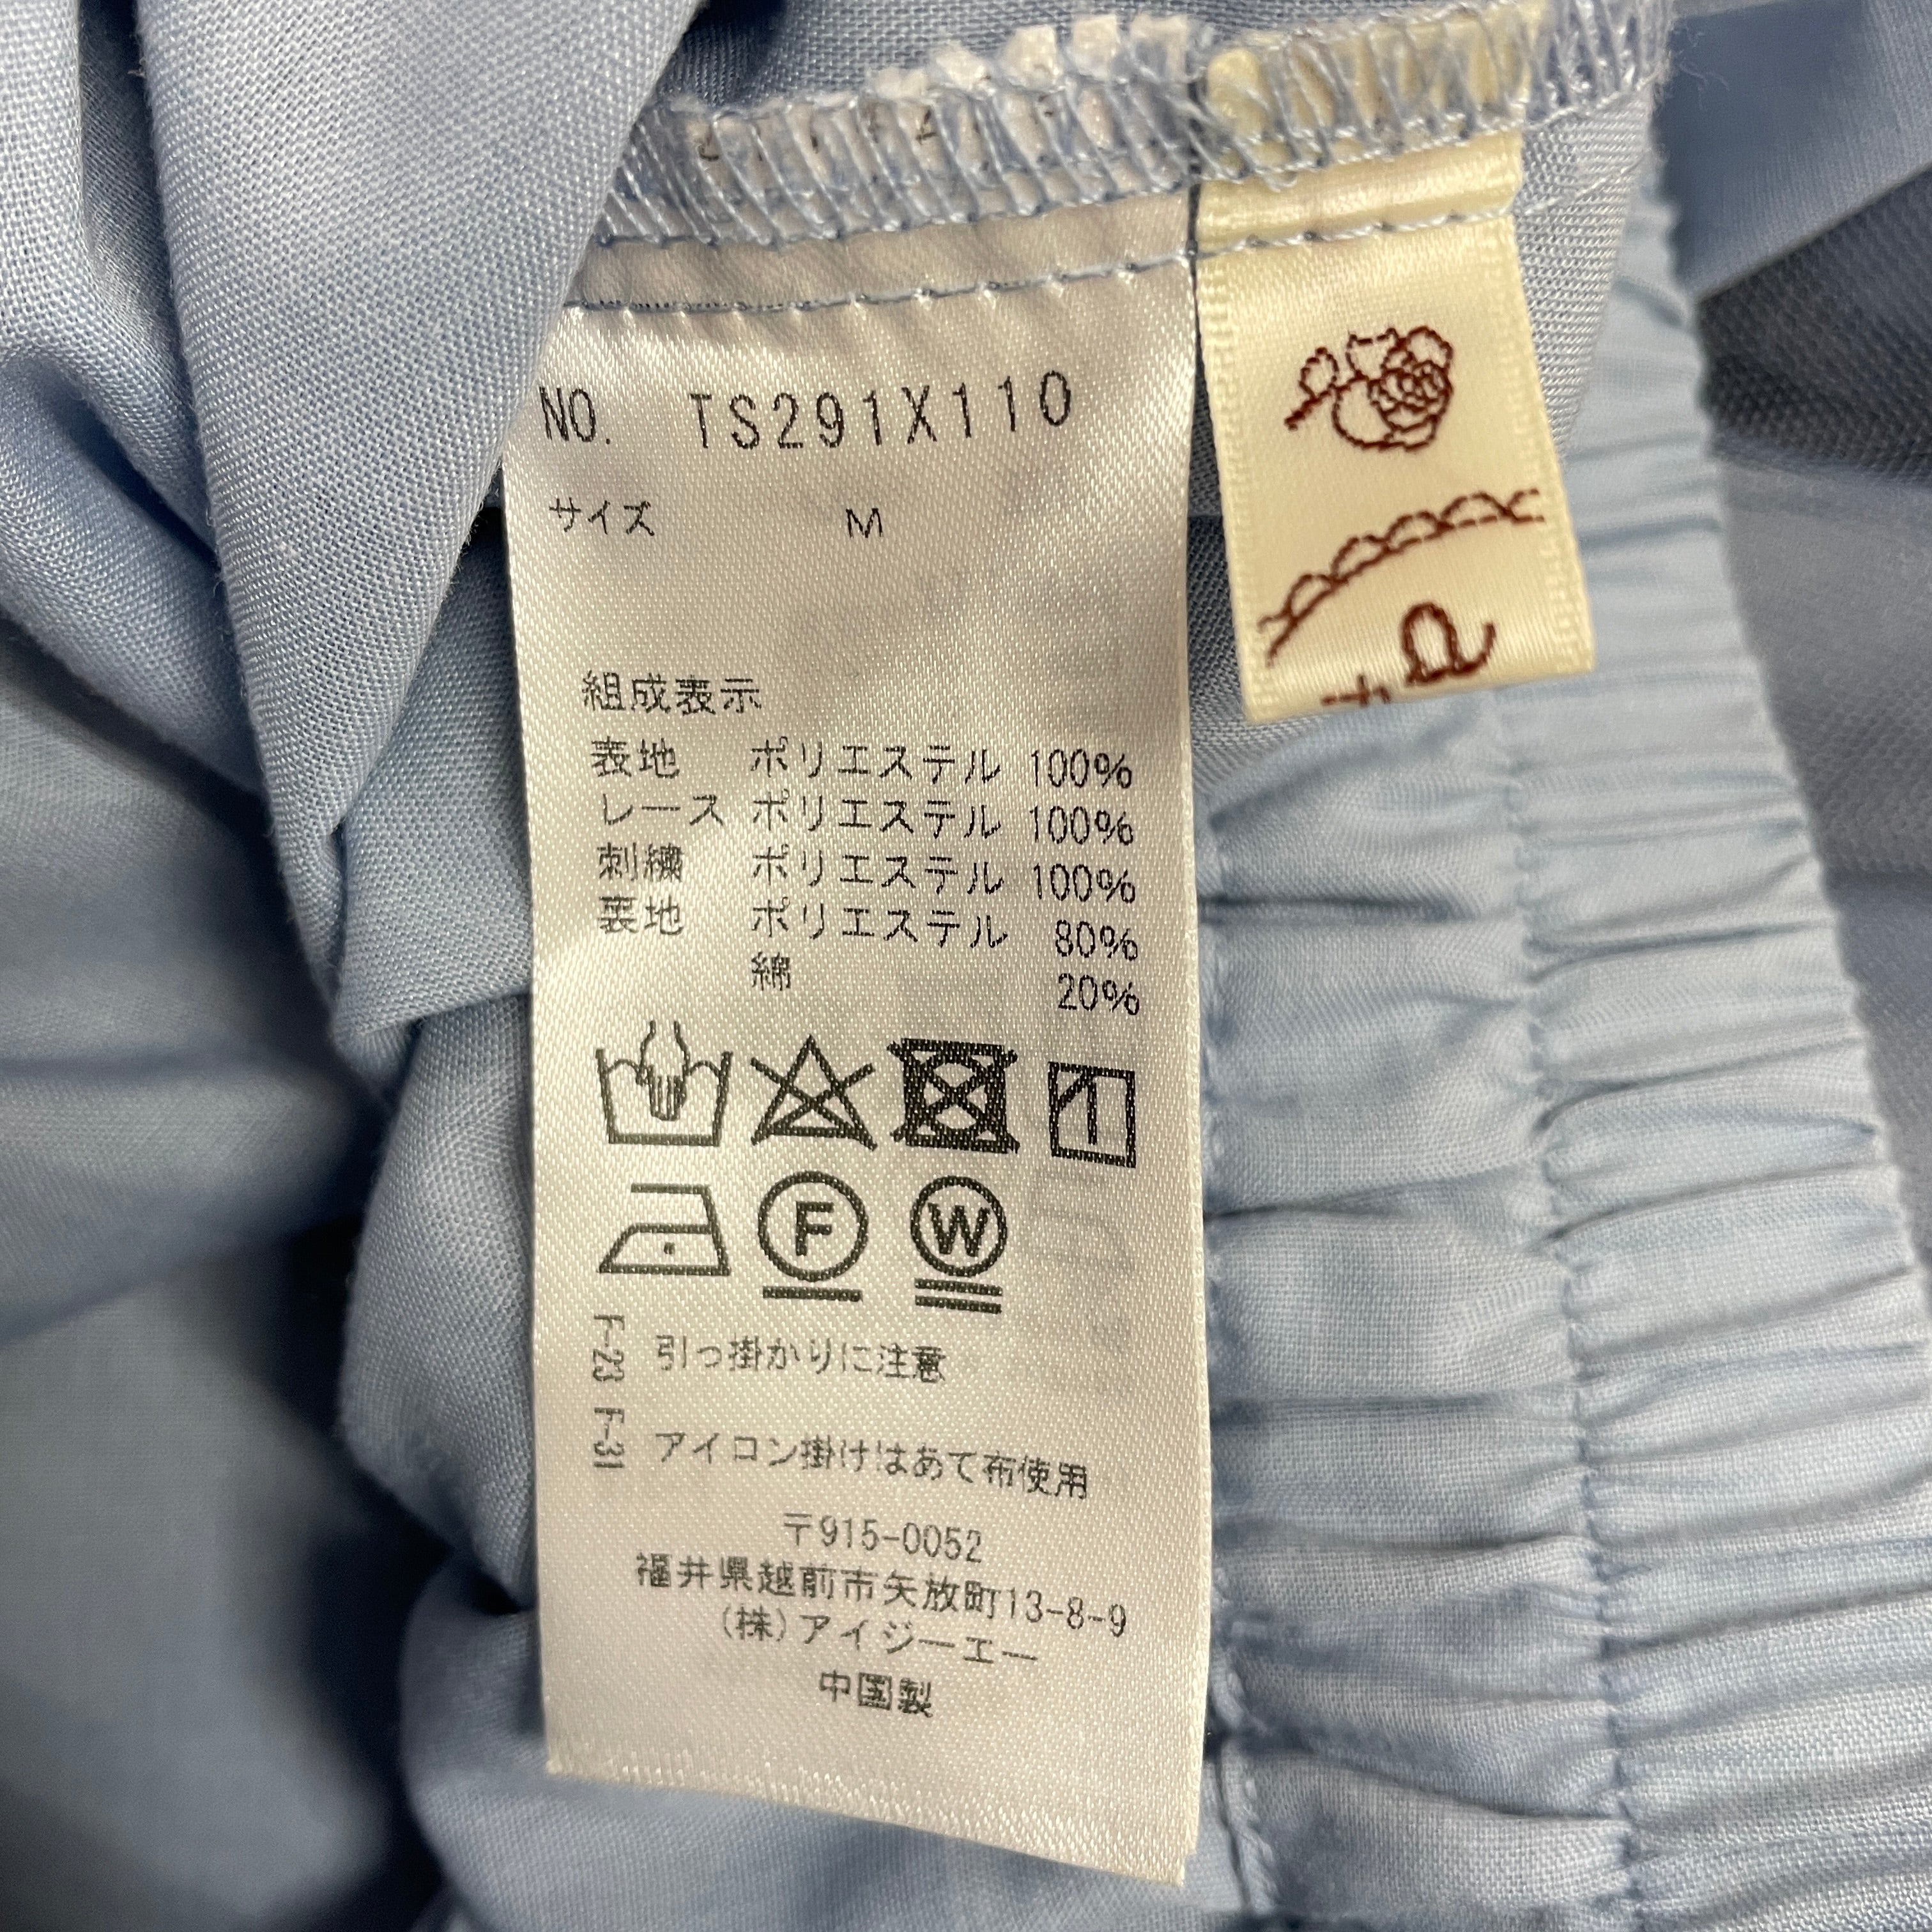 NO. TS291X110
サイズ M
組成表示
表地 ポリエステル 100%
レース ポリエステル 100%
刺繍 ポリエステル 100%
裏地 ポリエステル 80%
綿 20%
F W
F-23 引っ掛かりに注意
F-31 アイロン掛けはあて布使用
〒915-0052
福井県越前市矢放町13-8-9
(株)アイジーエー
中国製